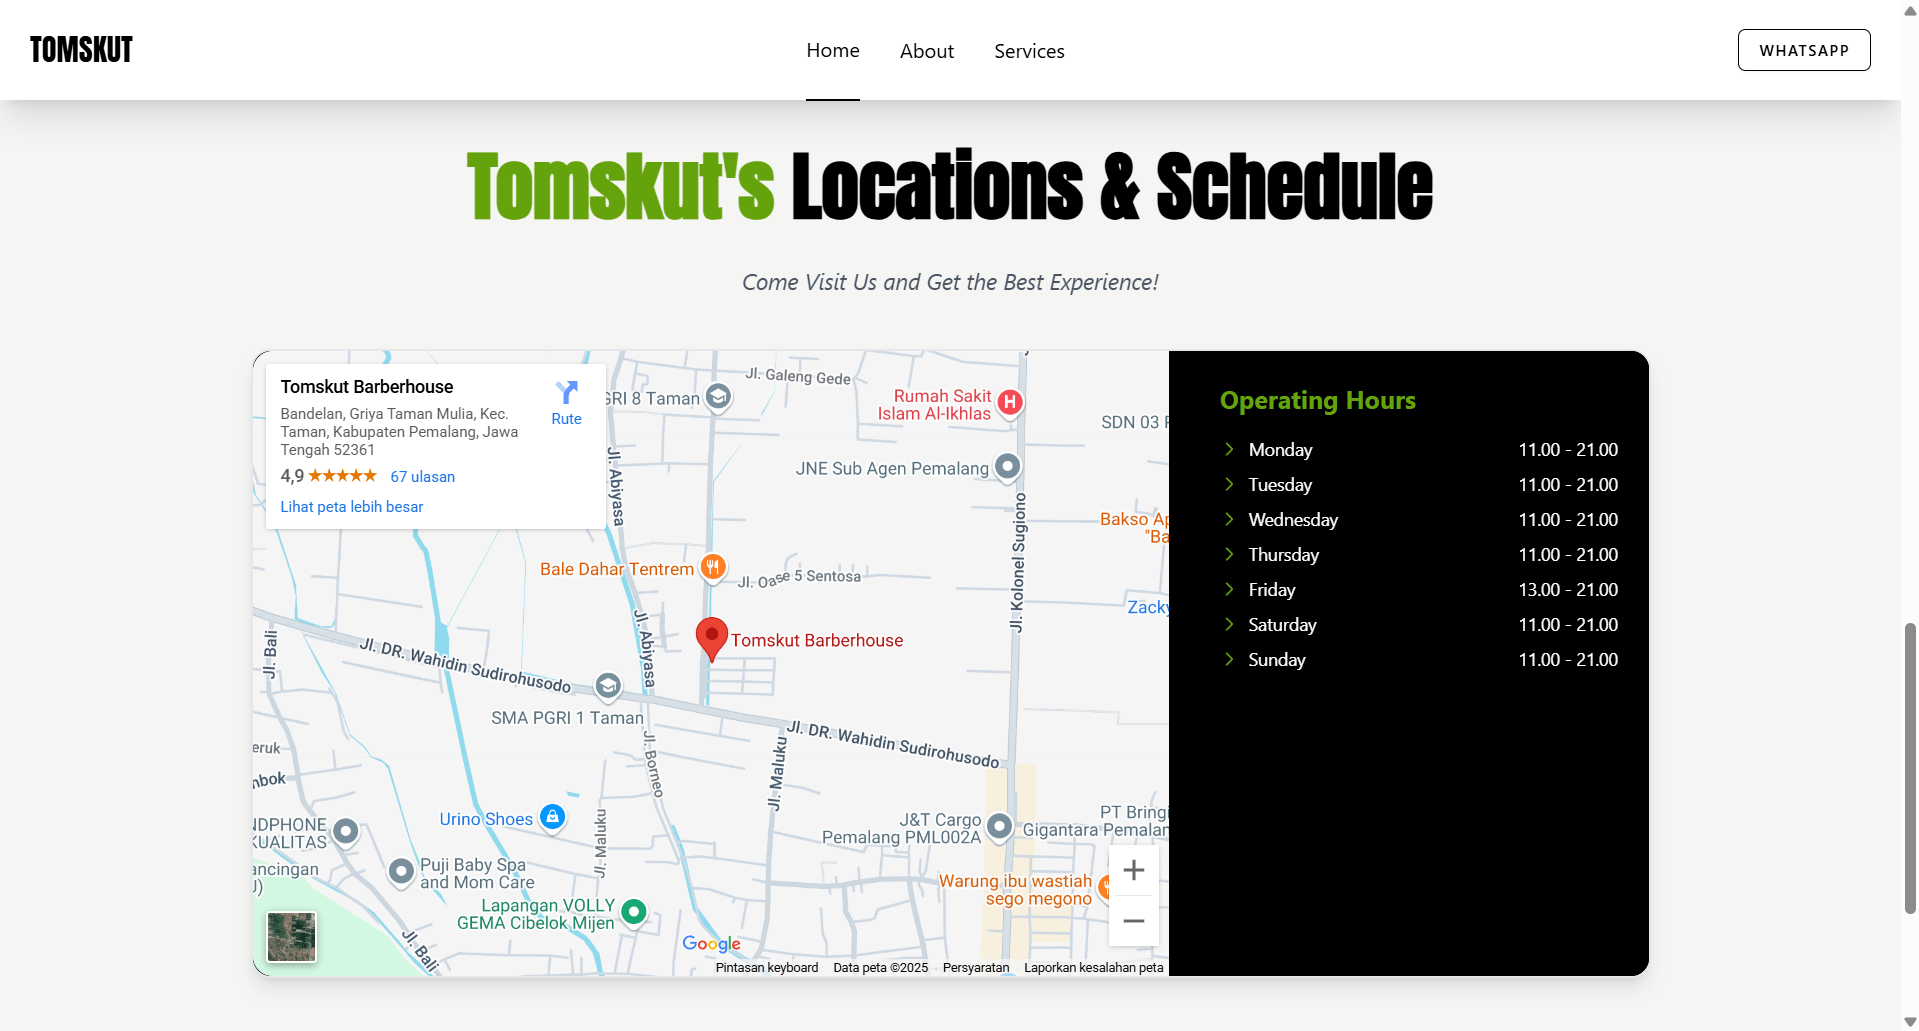 TOMSKUT
Home
About
Services
WHATSAPP
Tomskut's Locations & Schedule
Come Visit Us and Get the Best Experience!
Tomskut Barberhouse
Bandelan, Griya Taman Mulia, Kec.
Taman, Kabupaten Pemalang, Jawa
Tengah 52361
4,9
67 ulasan
Lihat peta lebih besar
Rute
GRI 8 Taman
Jl. Galeng Gede
Rumah Sakit
Islam Al-Ikhlas
SDN 03
JNE Sub Agen Pemalang
Jl. Abiyasa
Bakso
"Ba
Jl. Kolonel Sugiono
Bale Dahar Tentrem
Jl. Oase 5 Sentosa
Zacky
Jl. Abiyasa
Tomskut Barberhouse
Jl. Bali
Jl. DR. Wahidin Sudirohusodo
SMA PGRI 1 Taman
Jl. DR. Wahidin Sudirohusodo
eruk
mbok
Jl. Borneo
Jl. Maluku
Urino Shoes
NDPHONE
KUALITAS
Jl. Maluku
J&T Cargo
Pemalang PML002A
PT Bringi
Gigantara Pemalan
ancingan
J)
Puji Baby Spa
and Mom Care
Warung ibu wastiah
sego megono
Lapangan VOLLY
GEMA Cibelok Mijen
Jl. Bali
Google
Pintasan keyboard
Data peta ©2025
Persyaratan
Laporkan kesalahan peta
Operating Hours
Monday 11.00 - 21.00
Tuesday 11.00 - 21.00
Wednesday 11.00 - 21.00
Thursday 11.00 - 21.00
Friday 13.00 - 21.00
Saturday 11.00 - 21.00
Sunday 11.00 - 21.00